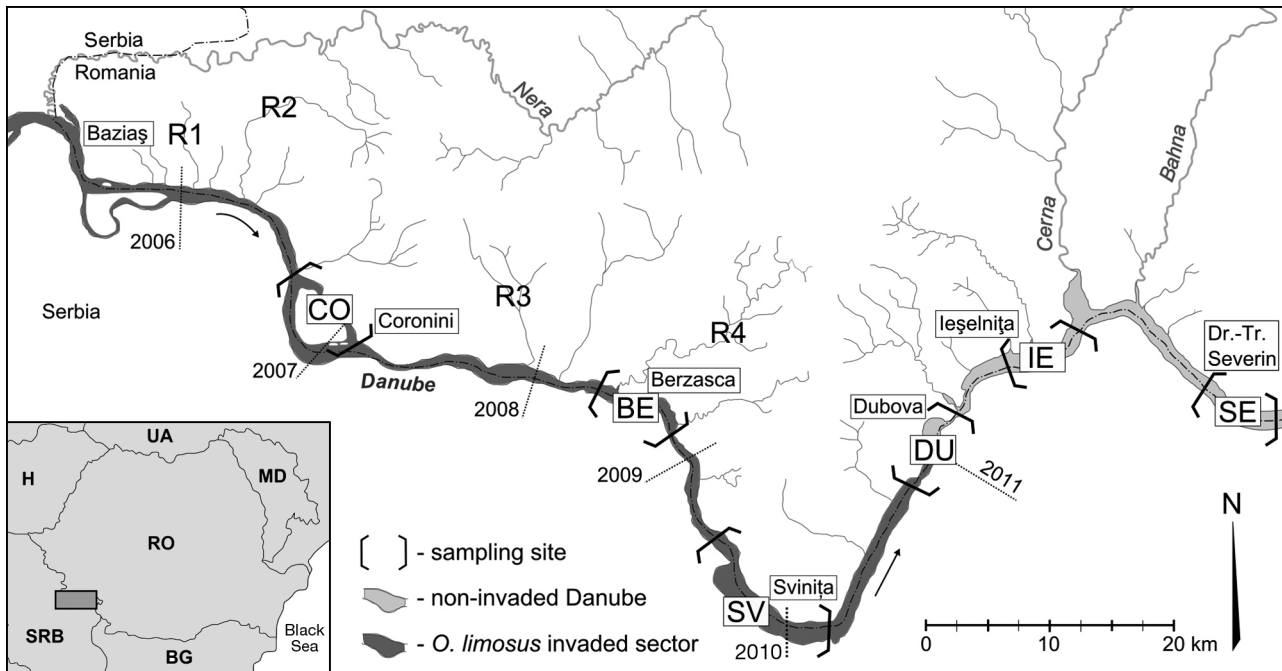 Serbia
Romania
Nera
Baziaş
R1
R2
Cerna
Bahna
2006
Serbia
CO
Coronini
R3
R4
Ieşelniţa
IE
Dr.-Tr.
Severin
2007
Danube
2008
BE
Berzasca
Dubova
DU
SE
2009
2011
UA
H
MD
RO
SRB
BG
Black
Sea
- sampling site
- non-invaded Danube
- O. limosus invaded sector
SV
Sviniţa
2010
N
0
10
20 km